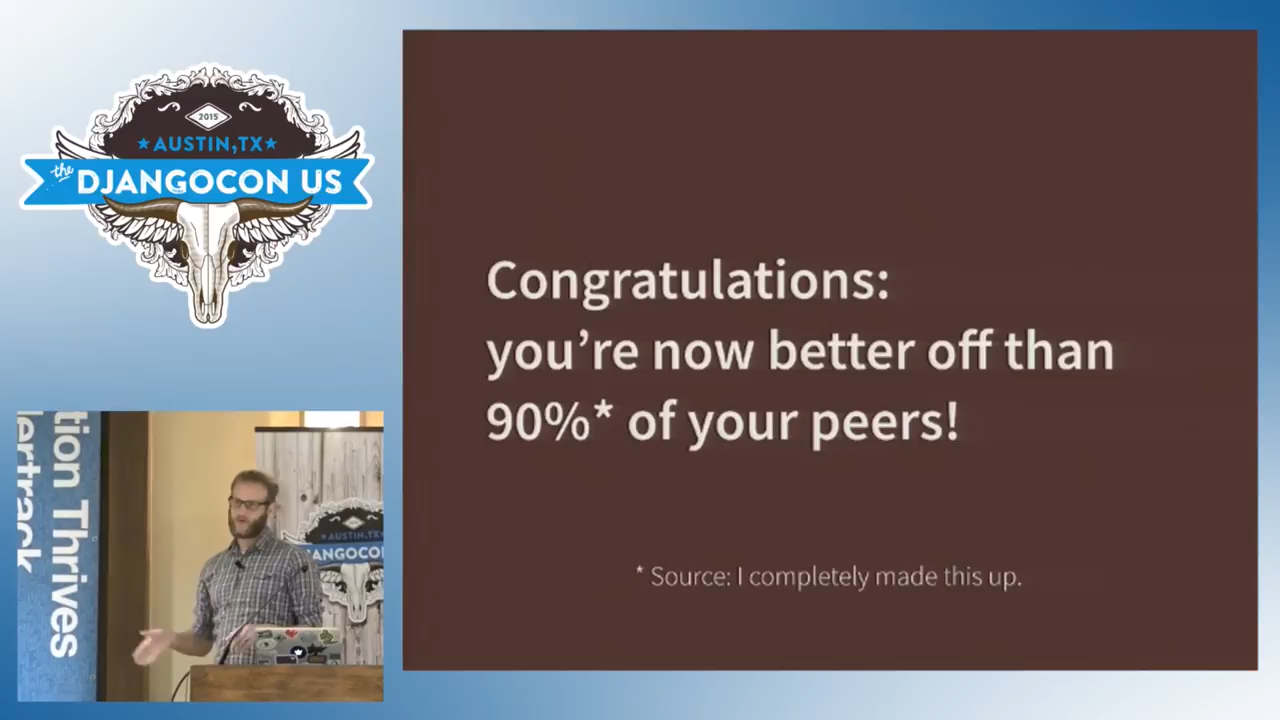 2015
AUSTIN, TX
the DJANGOCON US
Congratulations:
you’re now better off than
90%* of your peers!
* Source: I completely made this up.
tion Thrives
lertrack
AUSTIN, TX
ANGOCON